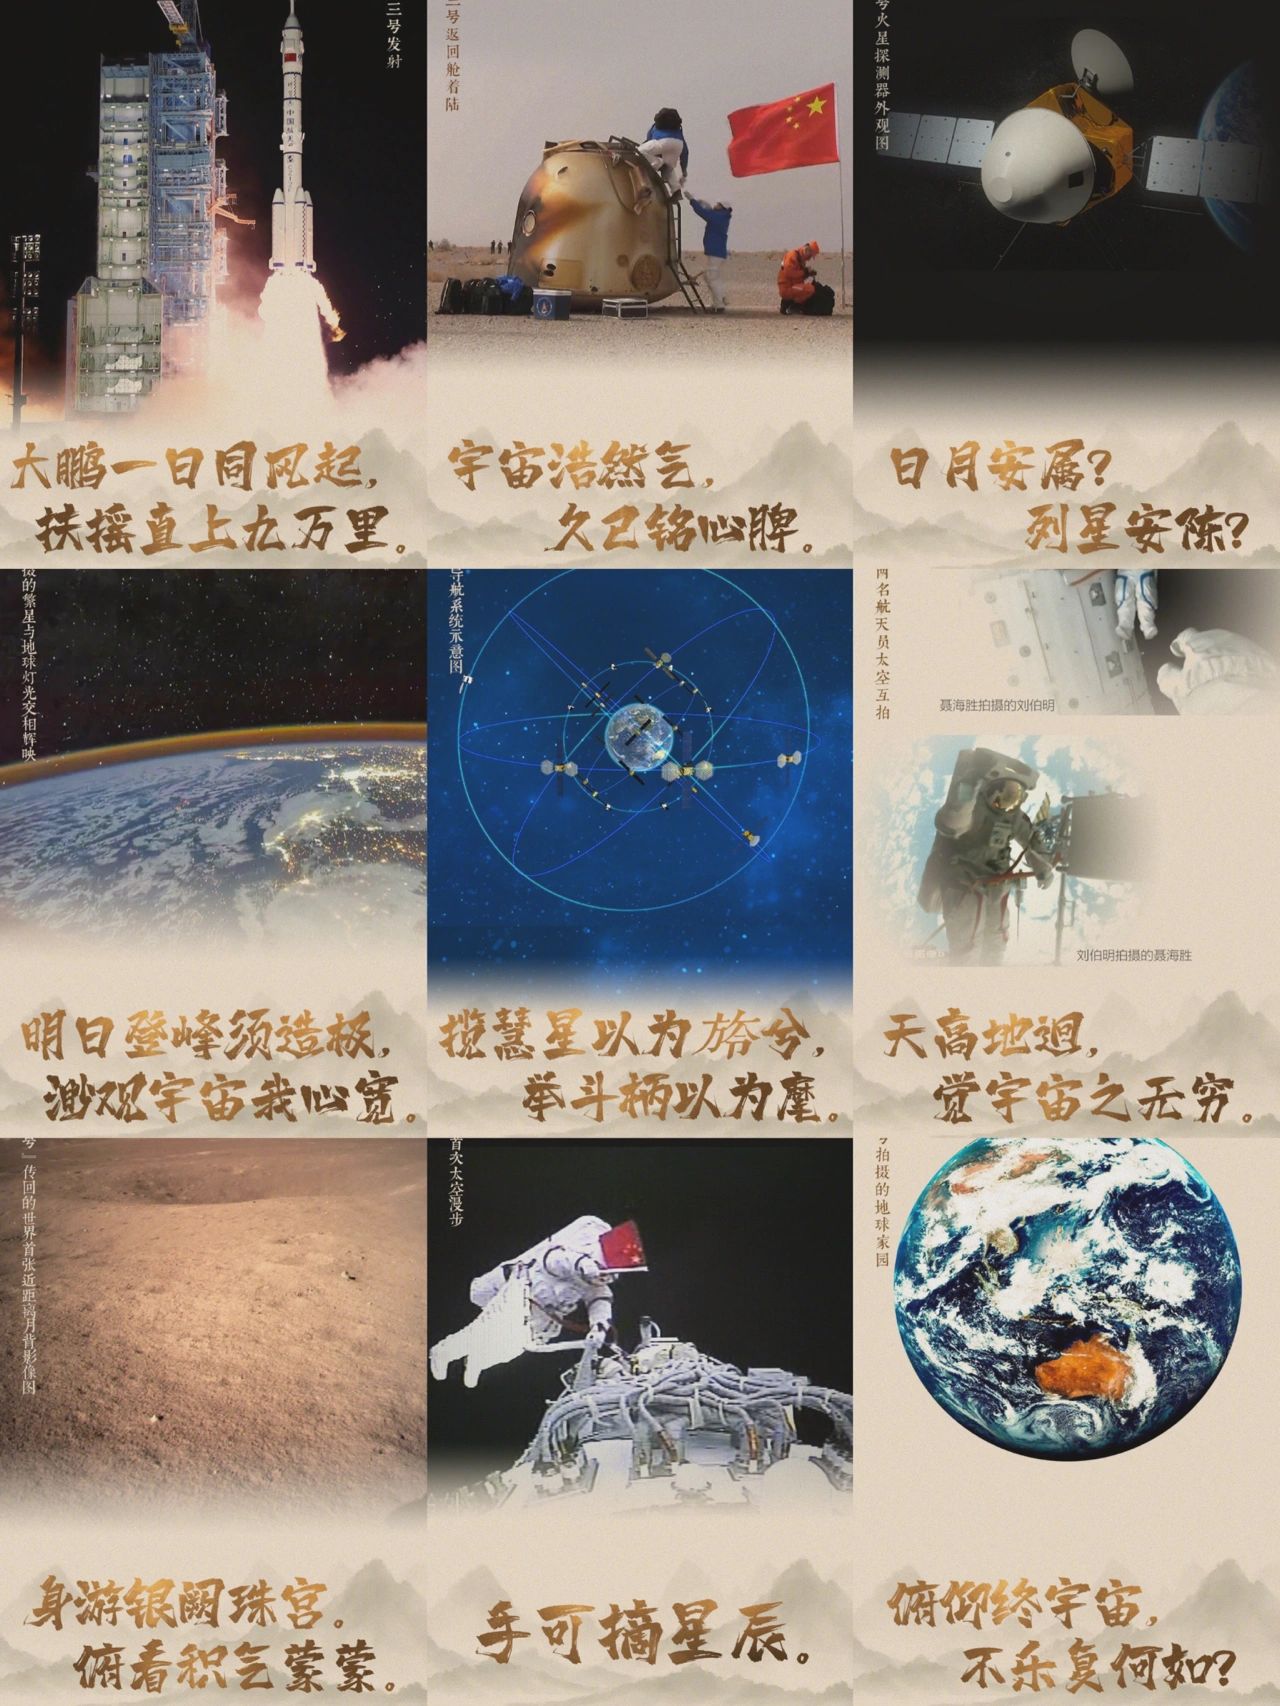 三号发射
中国航天
大鹏一日同风起,
扶摇直上九万里。
三号返回舱着陆
宇宙浩然气,
久已铭心脾。
号火星探测器外观图
日月安属?
列星安陈?
摄的繁星与地球灯光交相辉映
明日登峰须造极,
渺观宇宙我心宽。
导航系统示意图
揽慧星以为旍兮,
举斗柄以为麾。
两名航天员太空互拍
聂海胜拍摄的刘伯明
刘伯明拍摄的聂海胜
天高地迥,
觉宇宙之无穷。
号』传回的世界首张近距离月背影像图
身游银阙珠宫。
俯看积气蒙蒙。
首次太空漫步
手可摘星辰。
号拍摄的地球家园
俯仰终宇宙,
不乐复何如?